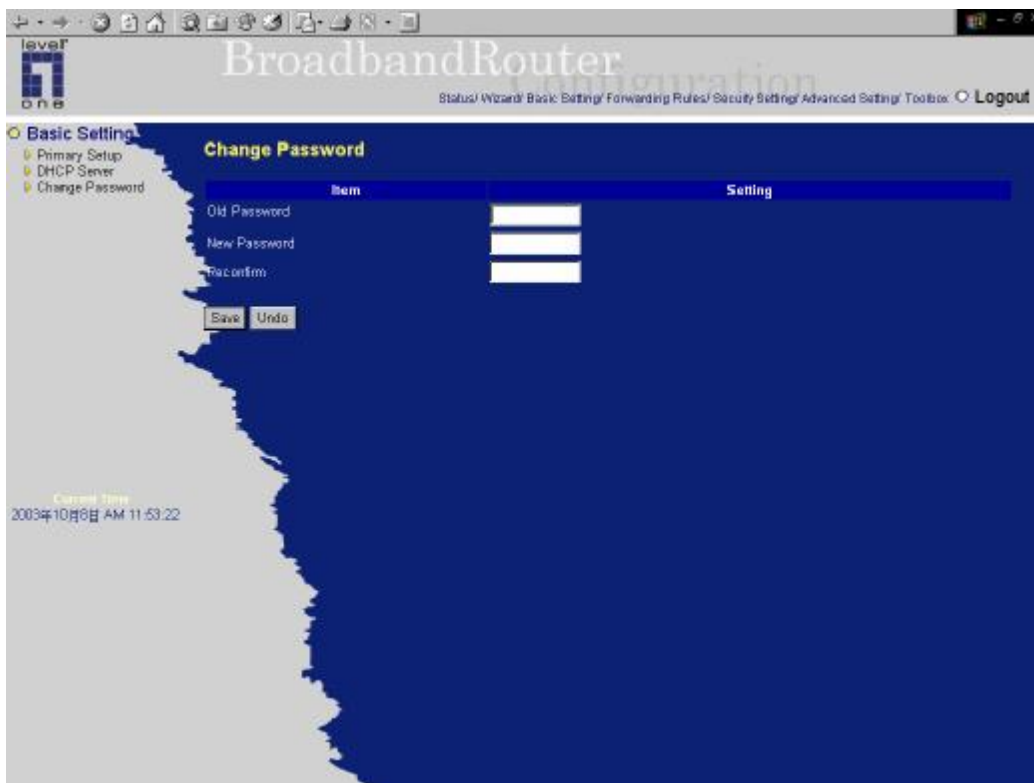 level
one
BroadbandRouter
Configuration
Status/ Wizard/ Basic Setting/ Forwarding Rules/ Security Setting/ Advanced Setting/ Toolbox Logout
Basic Setting
Primary Setup
DHCP Server
Change Password
Change Password
Item Setting
Old Password
New Password
Reconfirm
Save Undo
Current Time
2003年10月8日 AM 11:53:22